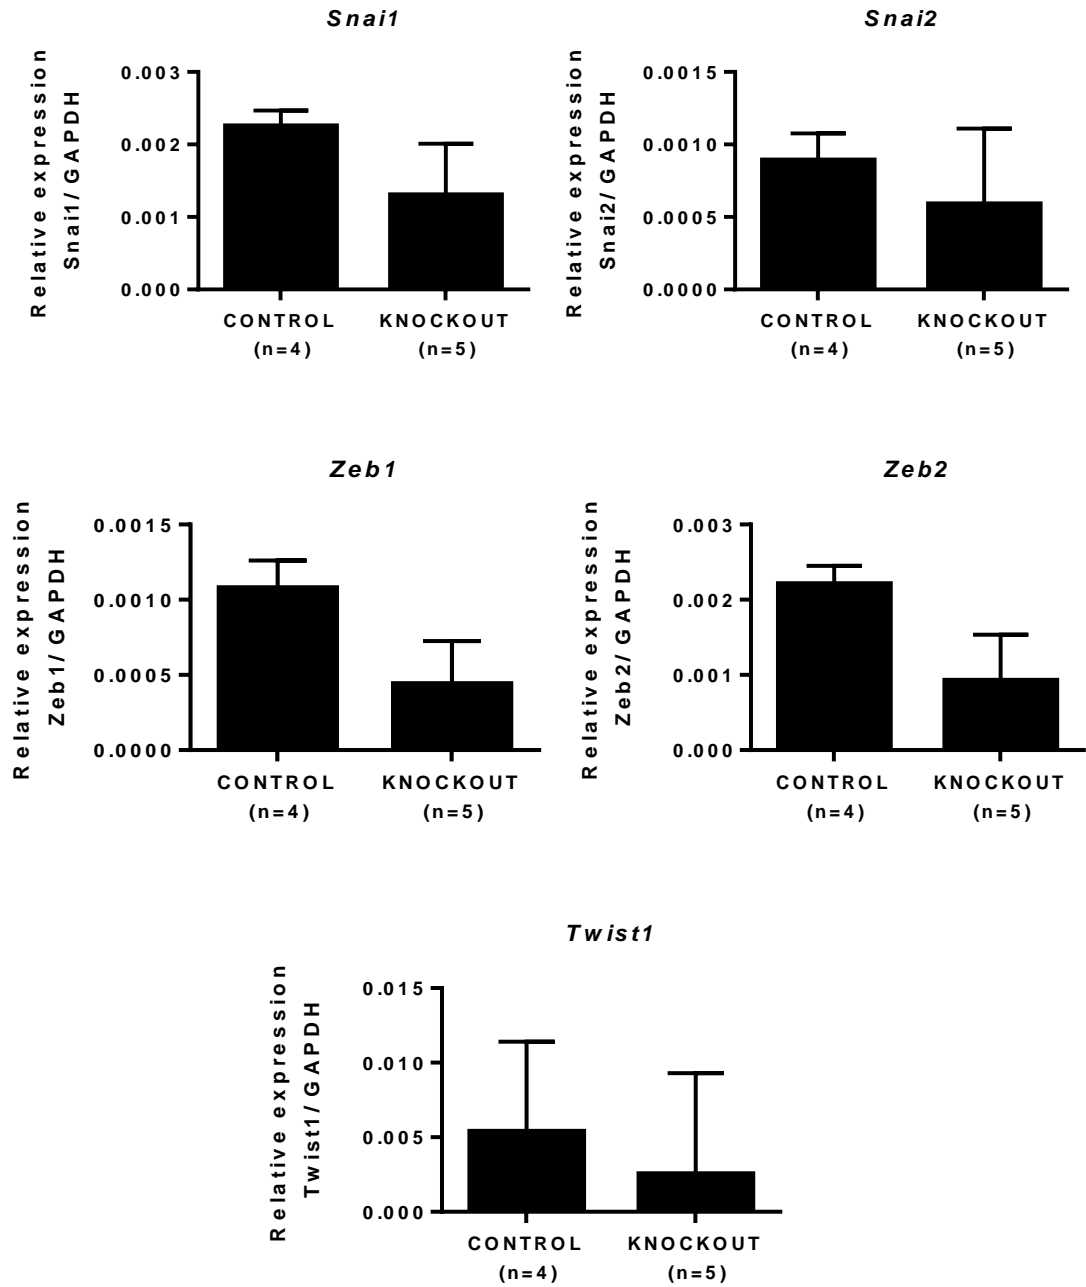 Snai1
Relative expression
Snai1/GAPDH
0.003
0.002
0.001
0.000
CONTROL
(n=4)
KNOCKOUT
(n=5)
Snai2
Relative expression
Snai2/GAPDH
0.0015
0.0010
0.0005
0.0000
CONTROL
(n=4)
KNOCKOUT
(n=5)
Zeb1
Relative expression
Zeb1/GAPDH
0.0015
0.0010
0.0005
0.0000
CONTROL
(n=4)
KNOCKOUT
(n=5)
Zeb2
Relative expression
Zeb2/GAPDH
0.003
0.002
0.001
0.000
CONTROL
(n=4)
KNOCKOUT
(n=5)
Twist1
Relative expression
Twist1/GAPDH
0.015
0.010
0.005
0.000
CONTROL
(n=4)
KNOCKOUT
(n=5)